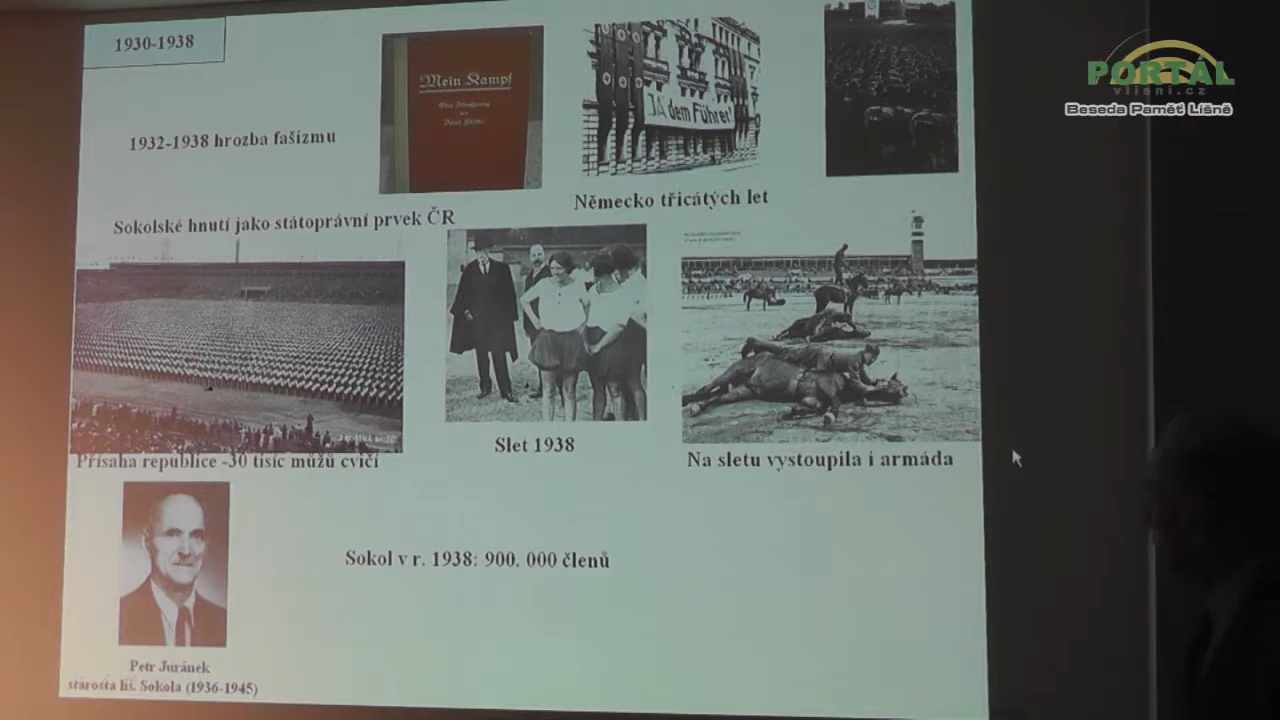 1930-1938
PORTÁL
vlisni.cz
Beseda Paměť Líšně
Mein Kampf
JA dem Führer!
1932-1938 hrozba fašizmu
Německo třicátých let
Sokolské hnutí jako státoprávní prvek ČR
Slet 1938
Přísaha republice -30 tisíc můžů cvičí
Na sletu vystoupila i armáda
Sokol v r. 1938: 900. 000 členů
Petr Juránek
starosta líš. Sokola (1936-1945)